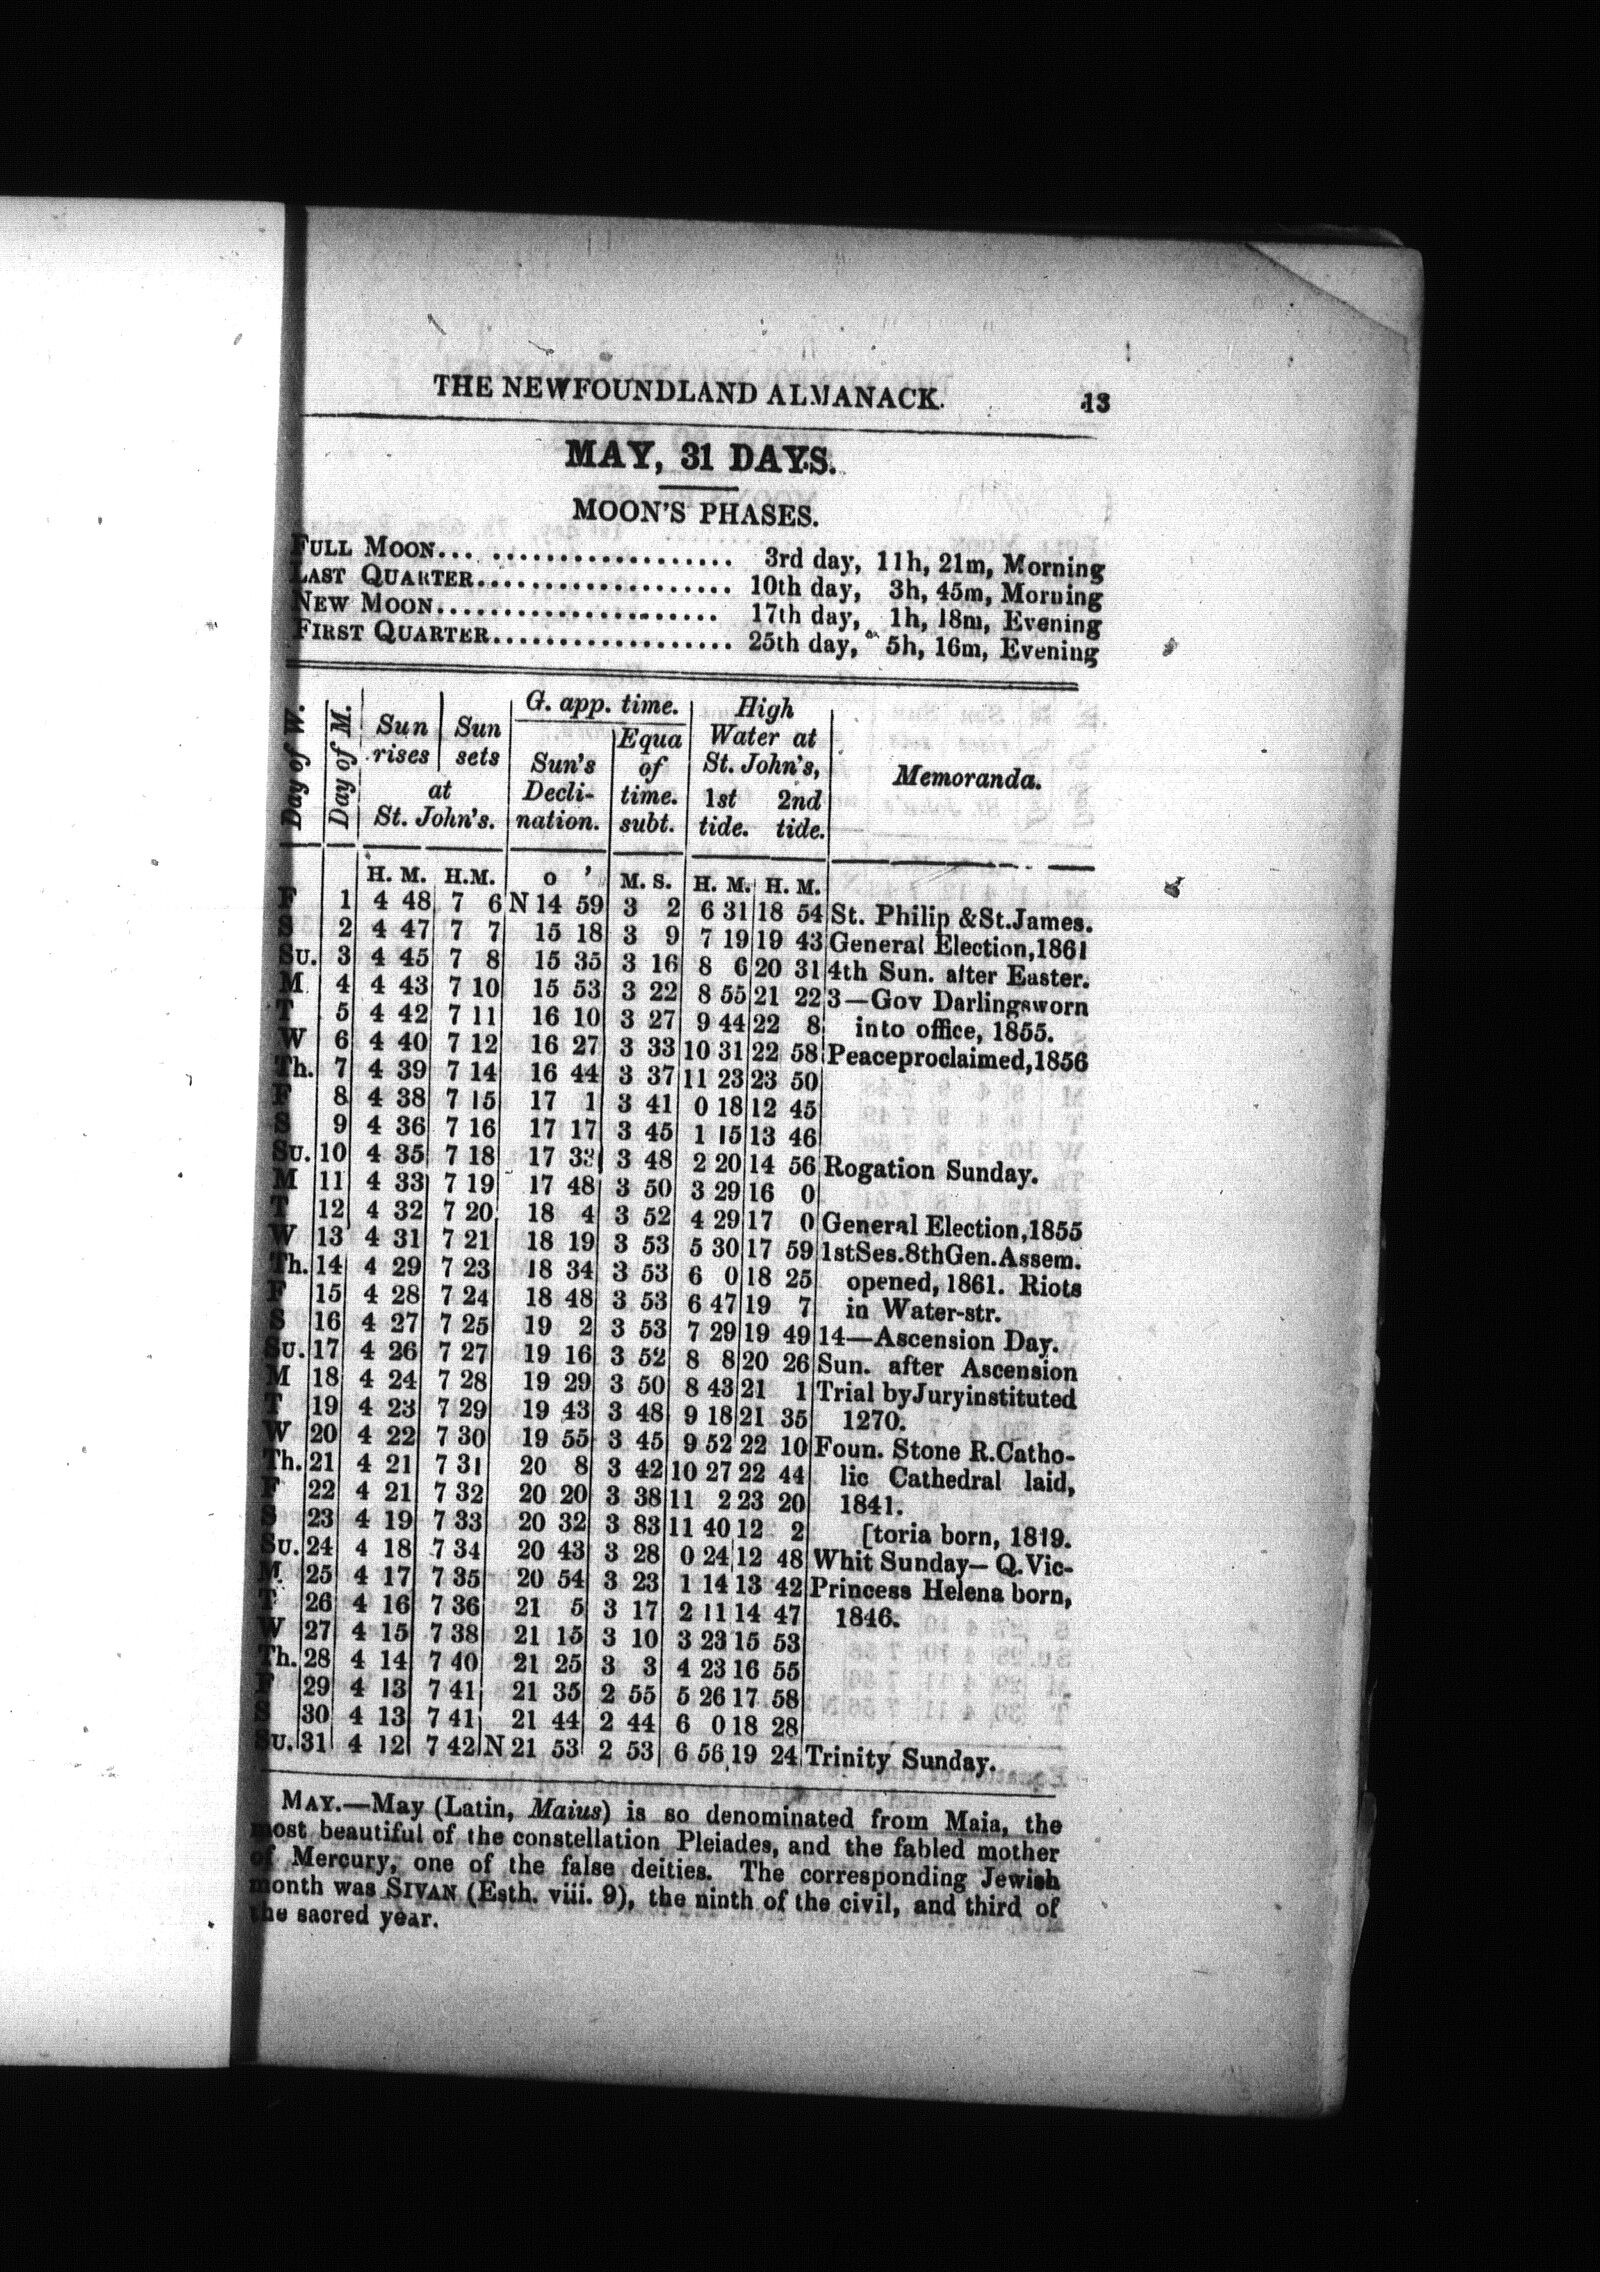 THE NEWFOUNDLAND ALMANACK. 13
MAY, 31 DAYS.
MOON'S PHASES.
FULL MOON... .................. 3rd day, 11h, 21m, Morning
LAST QUARTER................... 10th day, 3h, 45m, Morning
NEW MOON..................... 17th day, 1h, 18m, Evening
FIRST QUARTER.................. 25th day, 5h, 16m, Evening
Day of W. Day of M. Sun rises Sun sets at St. John's. G. app. time. Sun's Decli- nation. Equa of time. subt. High Water at St. John's, 1st tide. 2nd tide. Memoranda.
H. M. H.M. o ' M. S. H. M. H. M.
F 1 4 48 7 6 N 14 59 3 2 6 31 18 54 St. Philip &St.James.
S 2 4 47 7 7 15 18 3 9 7 19 19 43 General Election,1861
SU. 3 4 45 7 8 15 35 3 16 8 6 20 31 4th Sun. after Easter.
M 4 4 43 7 10 15 53 3 22 8 55 21 22 3—Gov Darlingsworn
T 5 4 42 7 11 16 10 3 27 9 44 22 8 into office, 1855.
W 6 4 40 7 12 16 27 3 33 10 31 22 58 Peaceproclaimed,1856
Th. 7 4 39 7 14 16 44 3 37 11 23 23 50
F 8 4 38 7 15 17 1 3 41 0 18 12 45
S 9 4 36 7 16 17 17 3 45 1 15 13 46
SU. 10 4 35 7 18 17 33 3 48 2 20 14 56 Rogation Sunday.
M 11 4 33 7 19 17 48 3 50 3 29 16 0
T 12 4 32 7 20 18 4 3 52 4 29 17 0 General Election,1855
W 13 4 31 7 21 18 19 3 53 5 30 17 59 1stSes.8thGen.Assem.
Th. 14 4 29 7 23 18 34 3 53 6 0 18 25 opened, 1861. Riots
F 15 4 28 7 24 18 48 3 53 6 47 19 7 in Water-str.
S 16 4 27 7 25 19 2 3 53 7 29 19 49 14—Ascension Day.
SU. 17 4 26 7 27 19 16 3 52 8 8 20 26 Sun. after Ascension
M 18 4 24 7 28 19 29 3 50 8 43 21 1 Trial byJuryinstituted
T 19 4 23 7 29 19 43 3 48 9 18 21 35 1270.
W 20 4 22 7 30 19 55 3 45 9 52 22 10 Foun. Stone R.Catho-
Th. 21 4 21 7 31 20 8 3 42 10 27 22 44 lic Cathedral laid,
F 22 4 21 7 32 20 20 3 38 11 2 23 20 1841.
S 23 4 19 7 33 20 32 3 83 11 40 12 2 [toria born, 1819.
SU. 24 4 18 7 34 20 43 3 28 0 24 12 48 Whit Sunday— Q.Vic-
M 25 4 17 7 35 20 54 3 23 1 14 13 42 Princess Helena born,
T 26 4 16 7 36 21 5 3 17 2 11 14 47 1846.
W 27 4 15 7 38 21 15 3 10 3 23 15 53
Th. 28 4 14 7 40 21 25 3 3 4 23 16 55
F 29 4 13 7 41 21 35 2 55 5 26 17 58
S 30 4 13 7 41 21 44 2 44 6 0 18 28
SU. 31 4 12 7 42 N 21 53 2 53 6 56 19 24 Trinity Sunday.
MAY.—May (Latin, Maius) is so denominated from Maia, the
most beautiful of the constellation Pleiades, and the fabled mother
of Mercury, one of the false deities. The corresponding Jewish
month was SIVAN (Esth. viii. 9), the ninth of the civil, and third of
the sacred year.